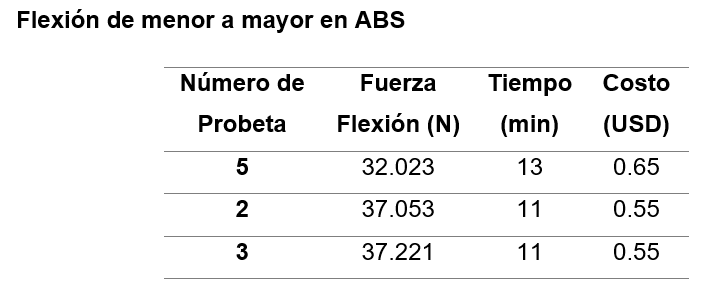 Flexión de menor a mayor en ABS
Número de Probeta Fuerza Flexión (N) Tiempo (min) Costo (USD)
5 32.023 13 0.65
2 37.053 11 0.55
3 37.221 11 0.55